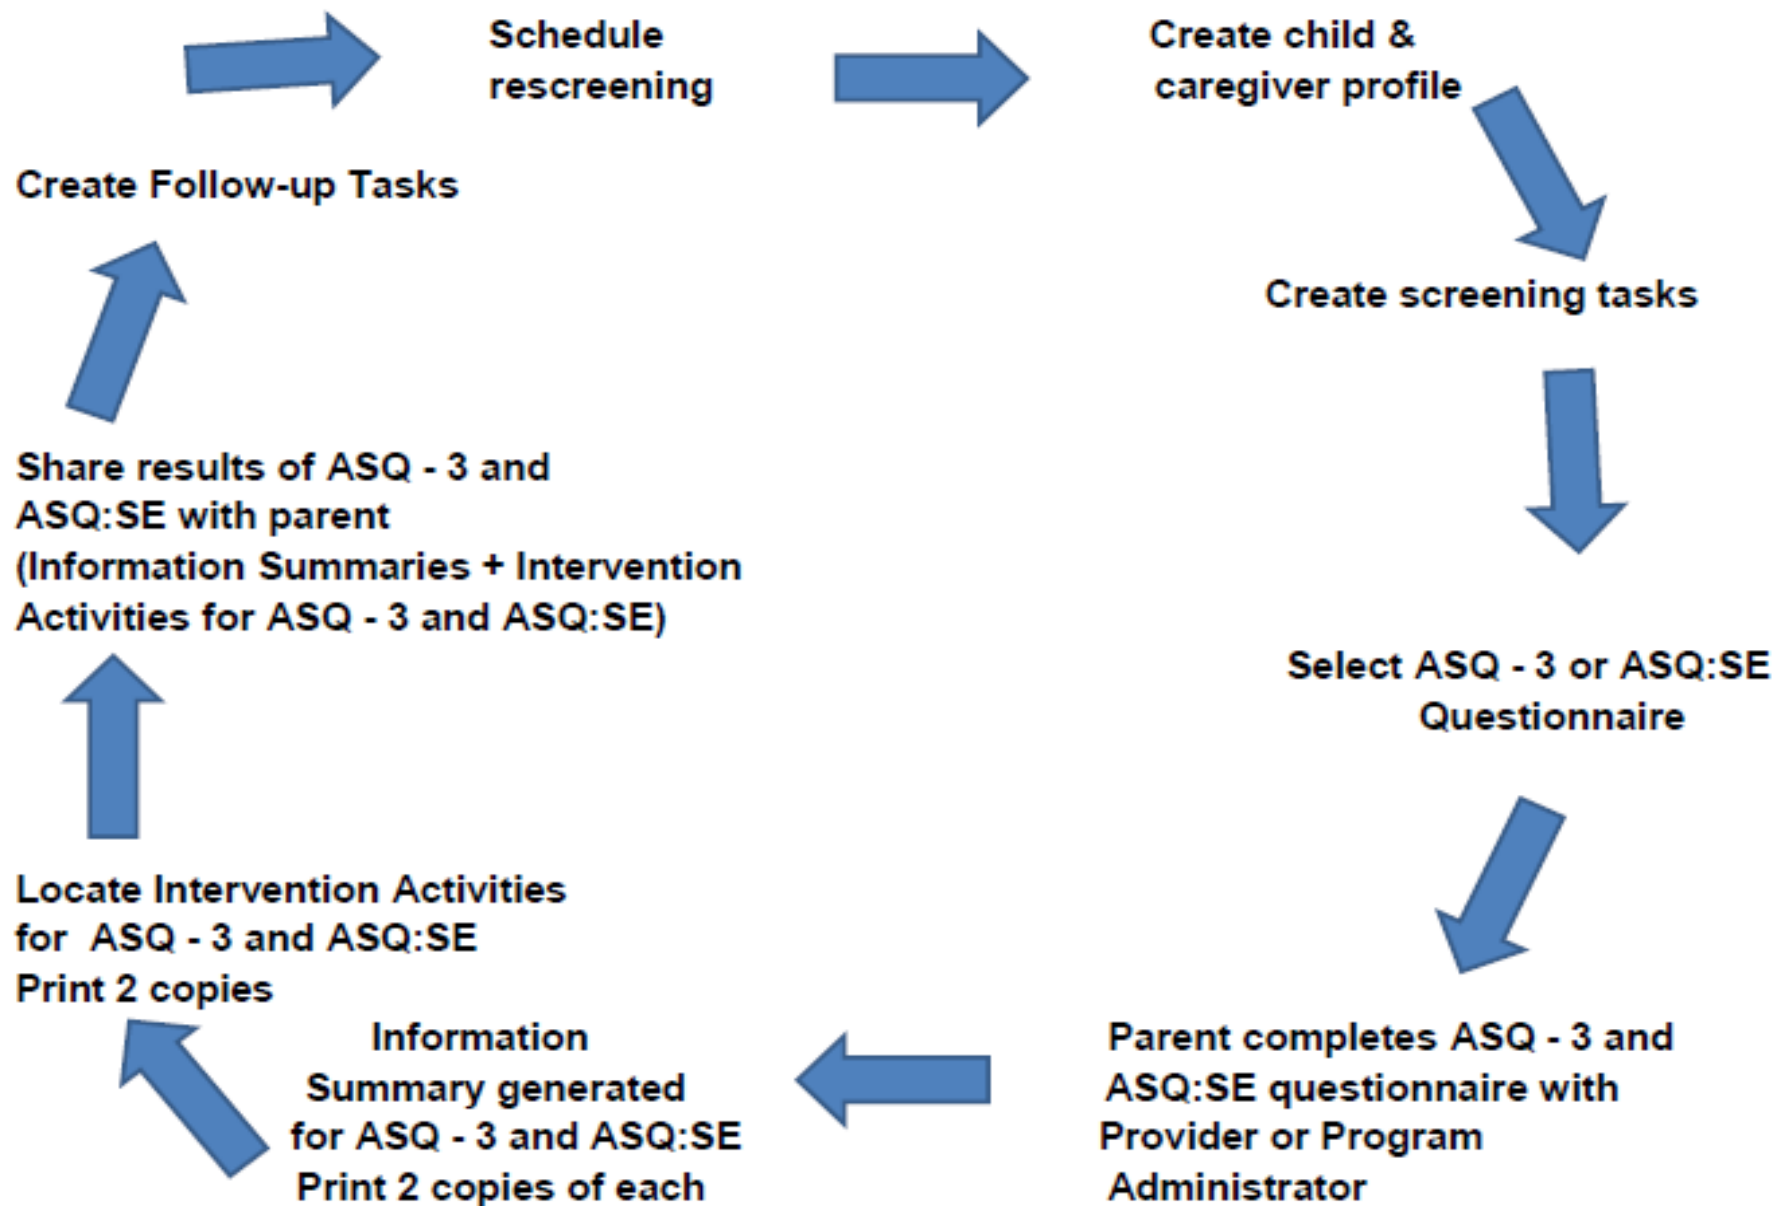 Schedule
rescreening
Create child &
caregiver profile
Create screening tasks
Select ASQ - 3 or ASQ:SE
Questionnaire
Parent completes ASQ - 3 and
ASQ:SE questionnaire with
Provider or Program
Administrator
Information
Summary generated
for ASQ - 3 and ASQ:SE
Print 2 copies of each
Locate Intervention Activities
for ASQ - 3 and ASQ:SE
Print 2 copies
Share results of ASQ - 3 and
ASQ:SE with parent
(Information Summaries + Intervention
Activities for ASQ - 3 and ASQ:SE)
Create Follow-up Tasks